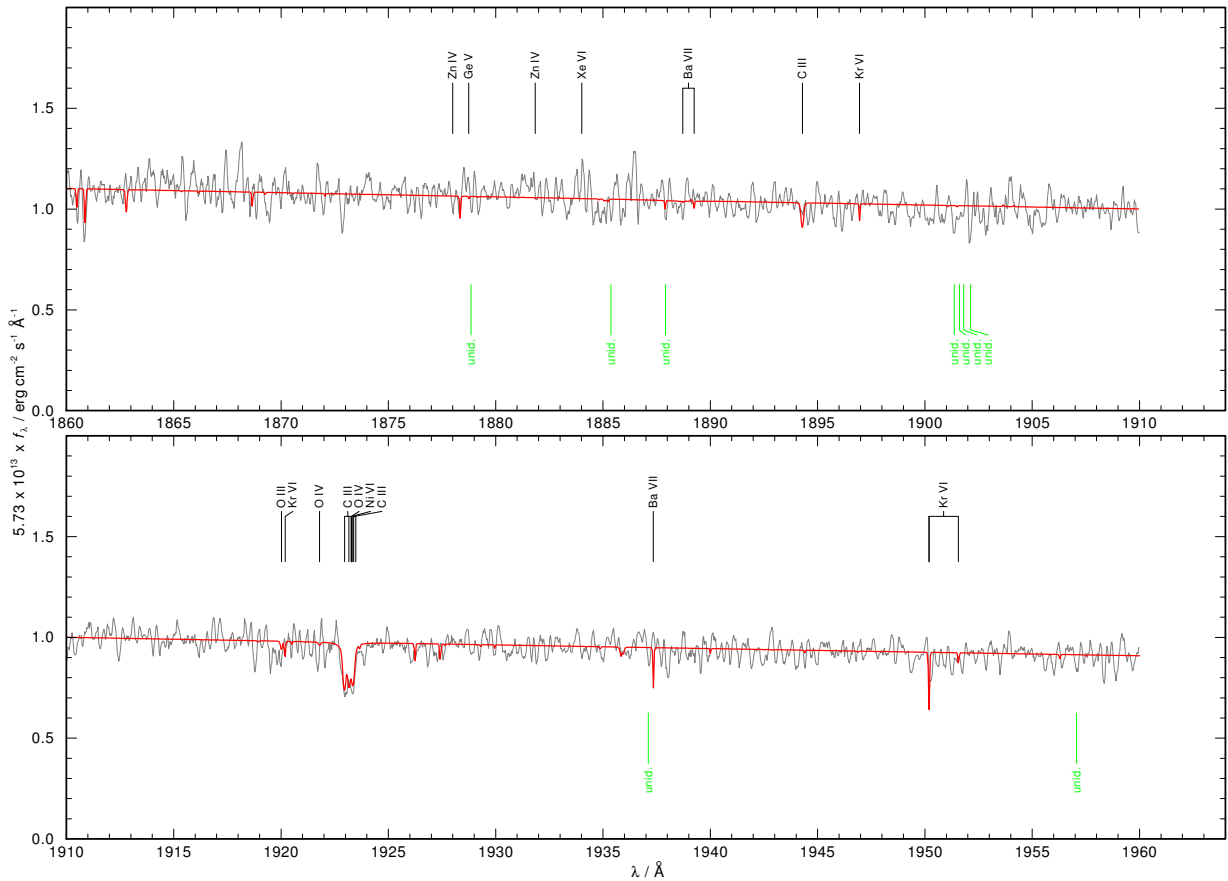 Zn IV Ge V Zn IV Xe VI Ba VII C III Kr VI
1.5
1.0
0.5
0.0
unid. unid. unid. unid. unid. unid. unid.
1860 1865 1870 1875 1880 1885 1890 1895 1900 1905 1910
5.73 x 10¹³ x f_λ / erg cm⁻² s⁻¹ Å⁻¹
O III Kr VI O IV C III O IV Ni VI C III Ba VII Kr VI
1.5
1.0
0.5
0.0
unid. unid.
1910 1915 1920 1925 1930 1935 1940 1945 1950 1955 1960
λ / Å